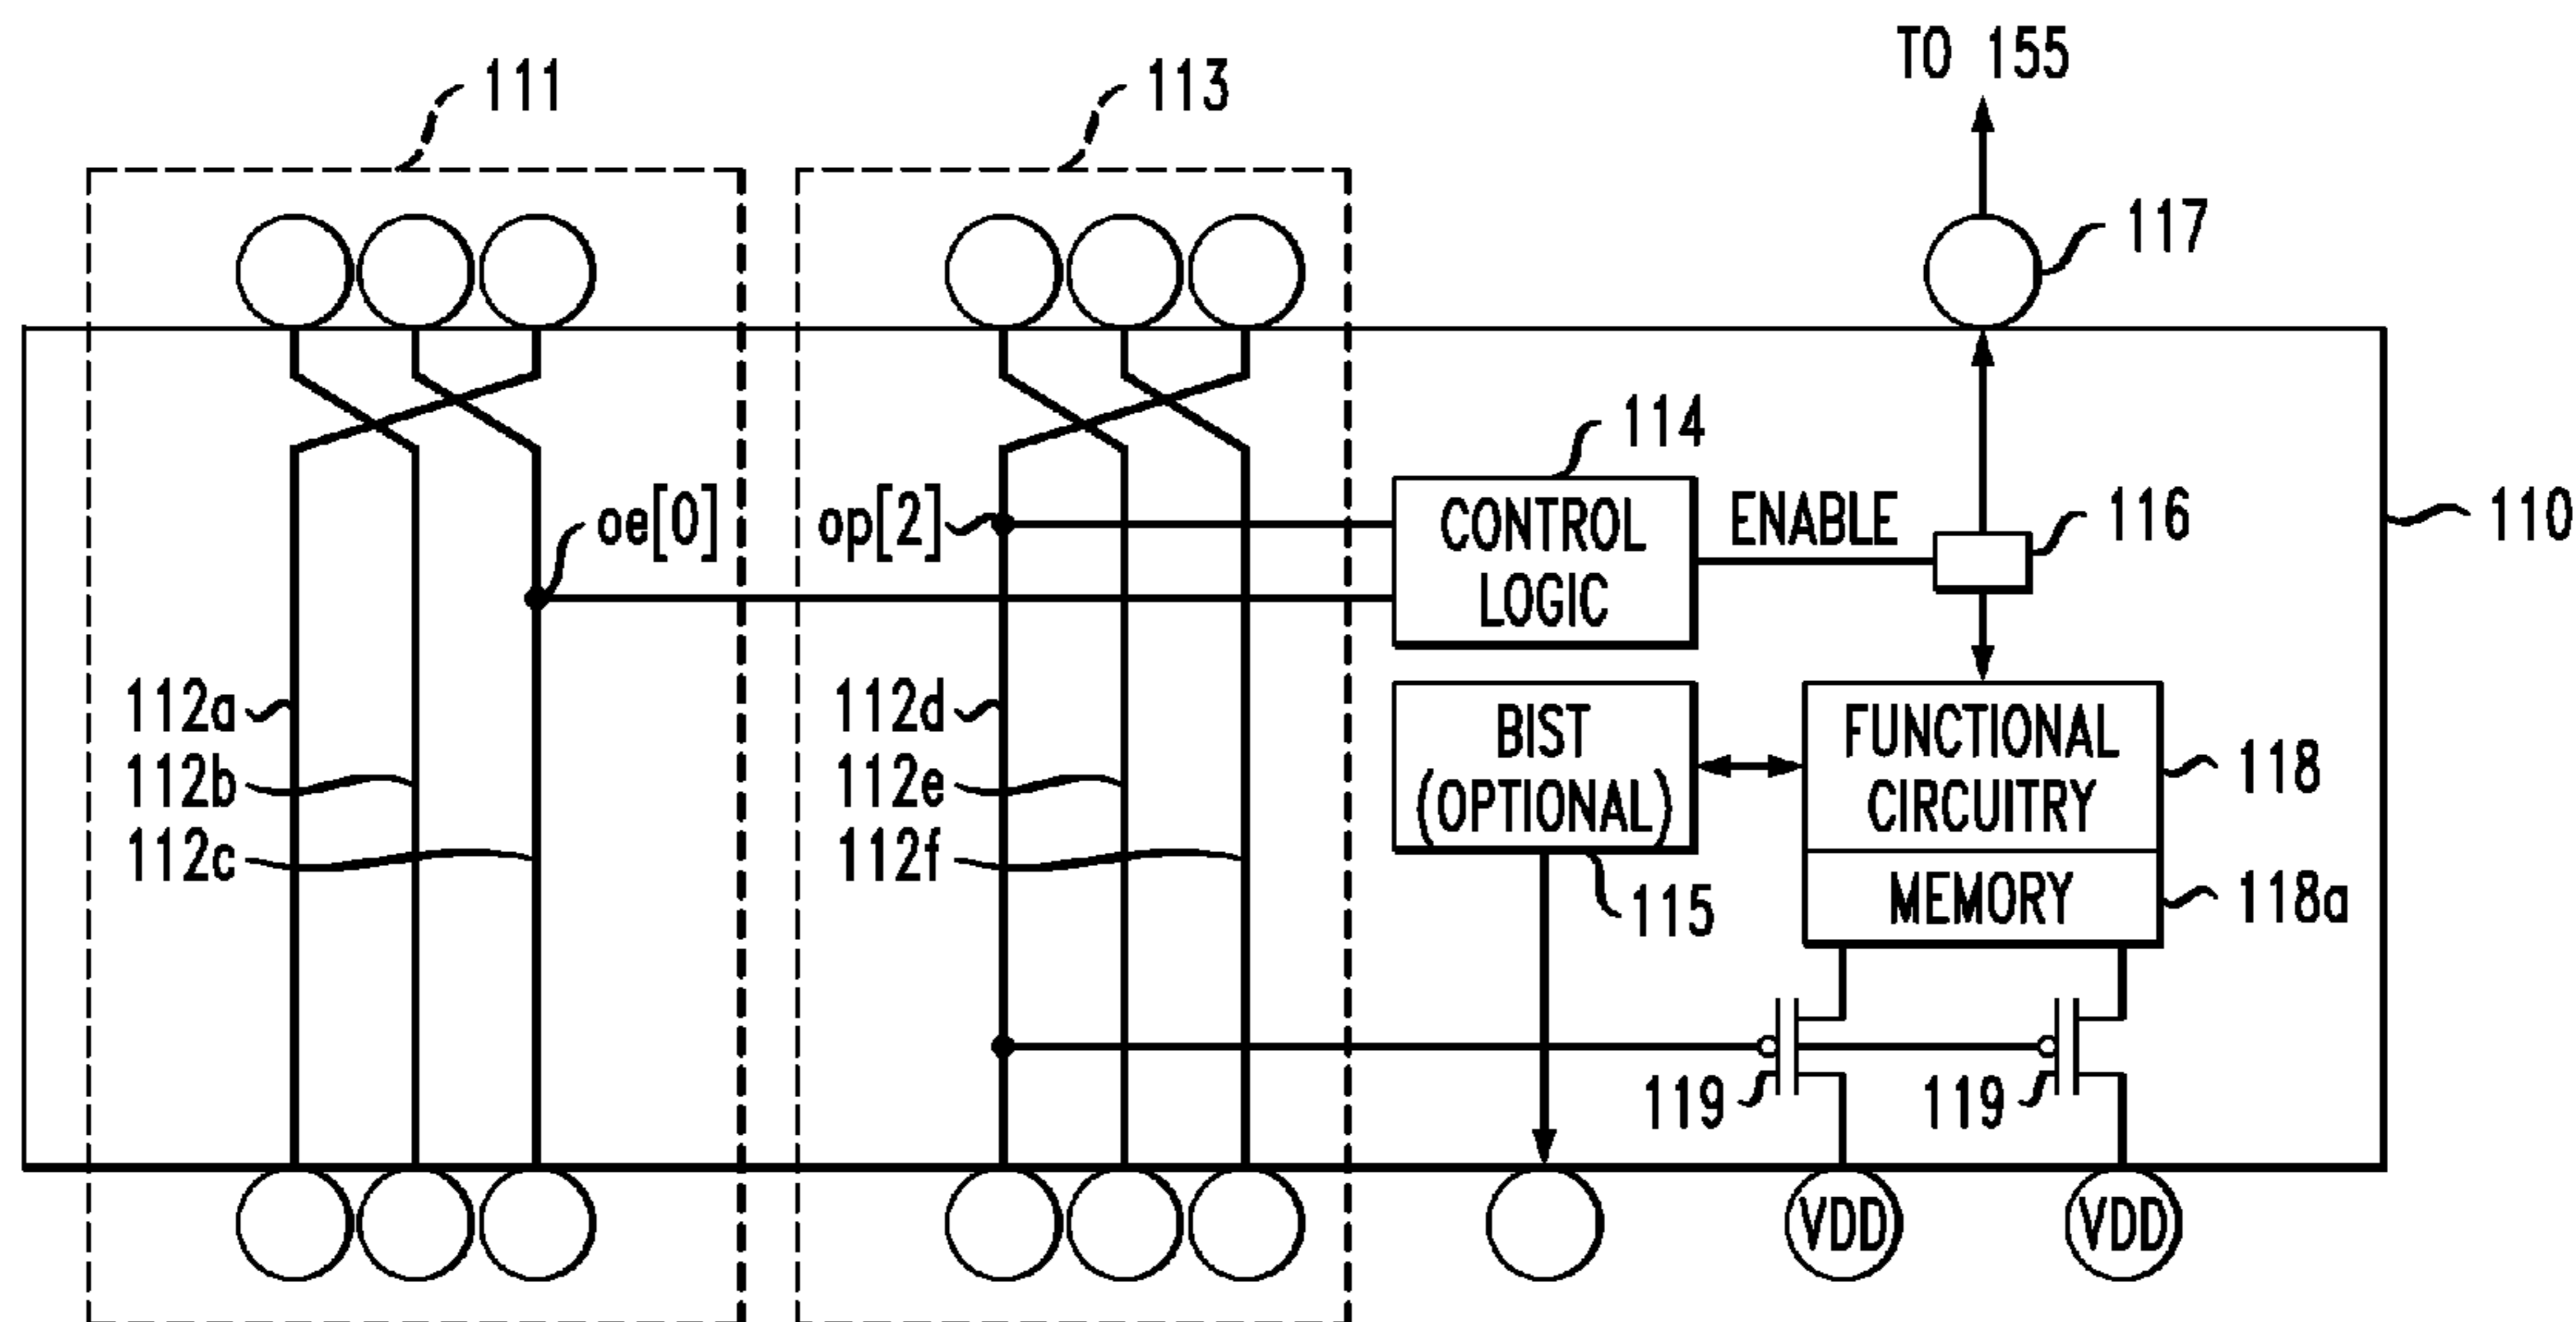 TO 155
111
113
117
114
oe[0]
op[2]
CONTROL
LOGIC
ENABLE
116
110
112a
112b
112c
112d
112e
112f
BIST
(OPTIONAL)
115
FUNCTIONAL
CIRCUITRY
118
MEMORY
118a
119
119
VDD
VDD